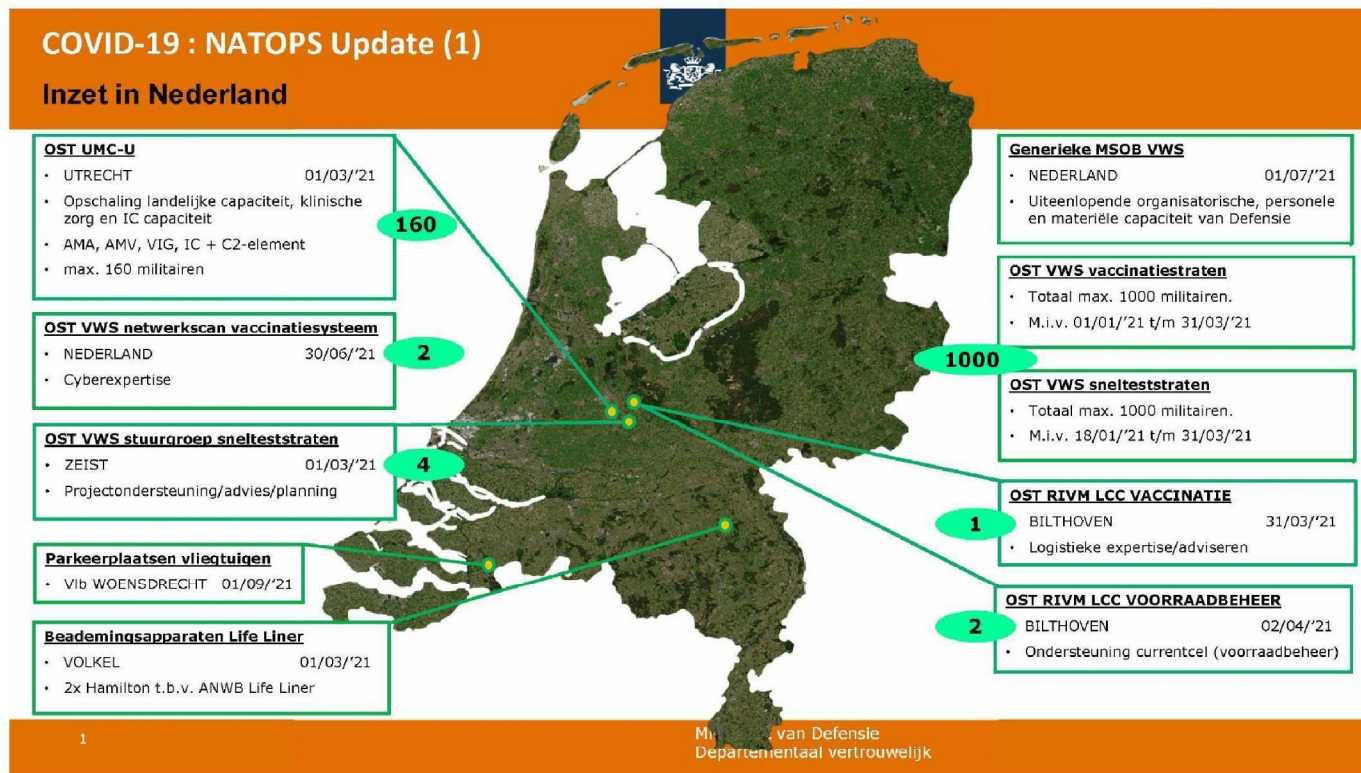 COVID-19 : NATOPS Update (1)
Inzet in Nederland
OST UMC-U
• UTRECHT 01/03/'21
• Opschaling landelijke capaciteit, klinische
zorg en IC capaciteit
• AMA, AMV, VIG, IC + C2-element
• max. 160 militairen
160
OST VWS netwerkscan vaccinatiesysteem
• NEDERLAND 30/06/'21
• Cyberexpertise
2
OST VWS stuurgroep snelteststraten
• ZEIST 01/03/'21
• Projectondersteuning/advies/planning
4
Parkeerplaatsen vliegtuigen
• Vlb WOENSDRECHT 01/09/'21
Beademingsapparaten Life Liner
• VOLKEL 01/03/'21
• 2x Hamilton t.b.v. ANWB Life Liner
Generieke MSOB VWS
• NEDERLAND 01/07/'21
• Uiteenlopende organisatorische, personele
en materiële capaciteit van Defensie
OST VWS vaccinatiestraten
• Totaal max. 1000 militairen.
• M.i.v. 01/01/'21 t/m 31/03/'21
1000
OST VWS snelteststraten
• Totaal max. 1000 militairen.
• M.i.v. 18/01/'21 t/m 31/03/'21
OST RIVM LCC VACCINATIE
• BILTHOVEN 31/03/'21
• Logistieke expertise/adviseren
1
OST RIVM LCC VOORRAADBEHEER
• BILTHOVEN 02/04/'21
• Ondersteuning currentcel (voorraadbeheer)
2
1
van Defensie
Departementaal vertrouwelijk